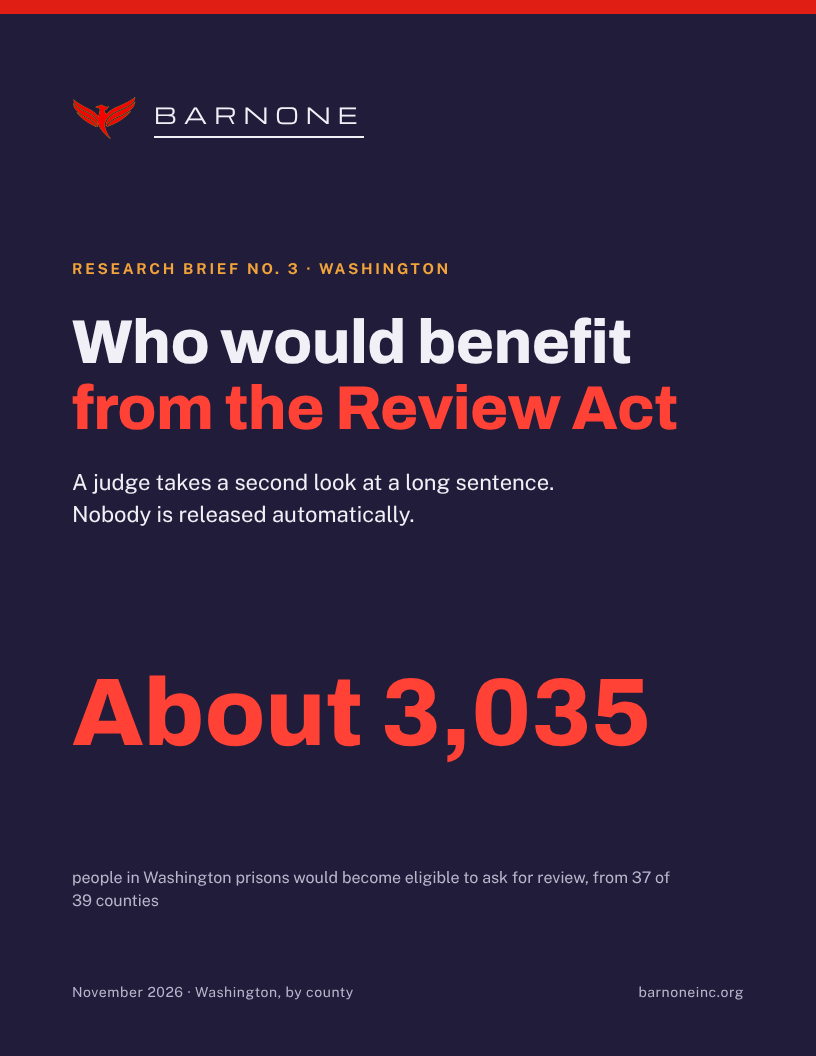 BARNONE
RESEARCH BRIEF NO. 3 · WASHINGTON
Who would benefit
from the Review Act
A judge takes a second look at a long sentence.
Nobody is released automatically.
About 3,035
people in Washington prisons would become eligible to ask for review, from 37 of
39 counties
November 2026 · Washington, by county
barnoneinc.org